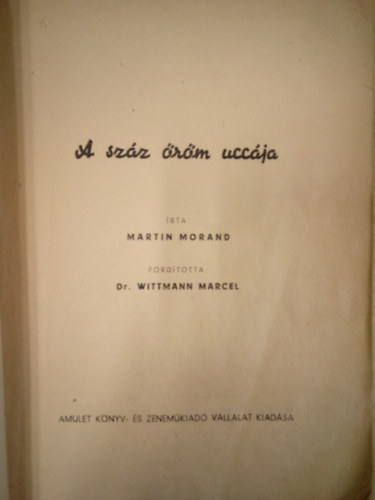 A száz öröm uccája
ÍRTA
MARTIN MORAND
FORDÍTOTTA:
Dr. WITTMANN MARCEL
AMULET KÖNYV- ÉS ZENEMŰKIADÓ VÁLLALAT KIADÁSA